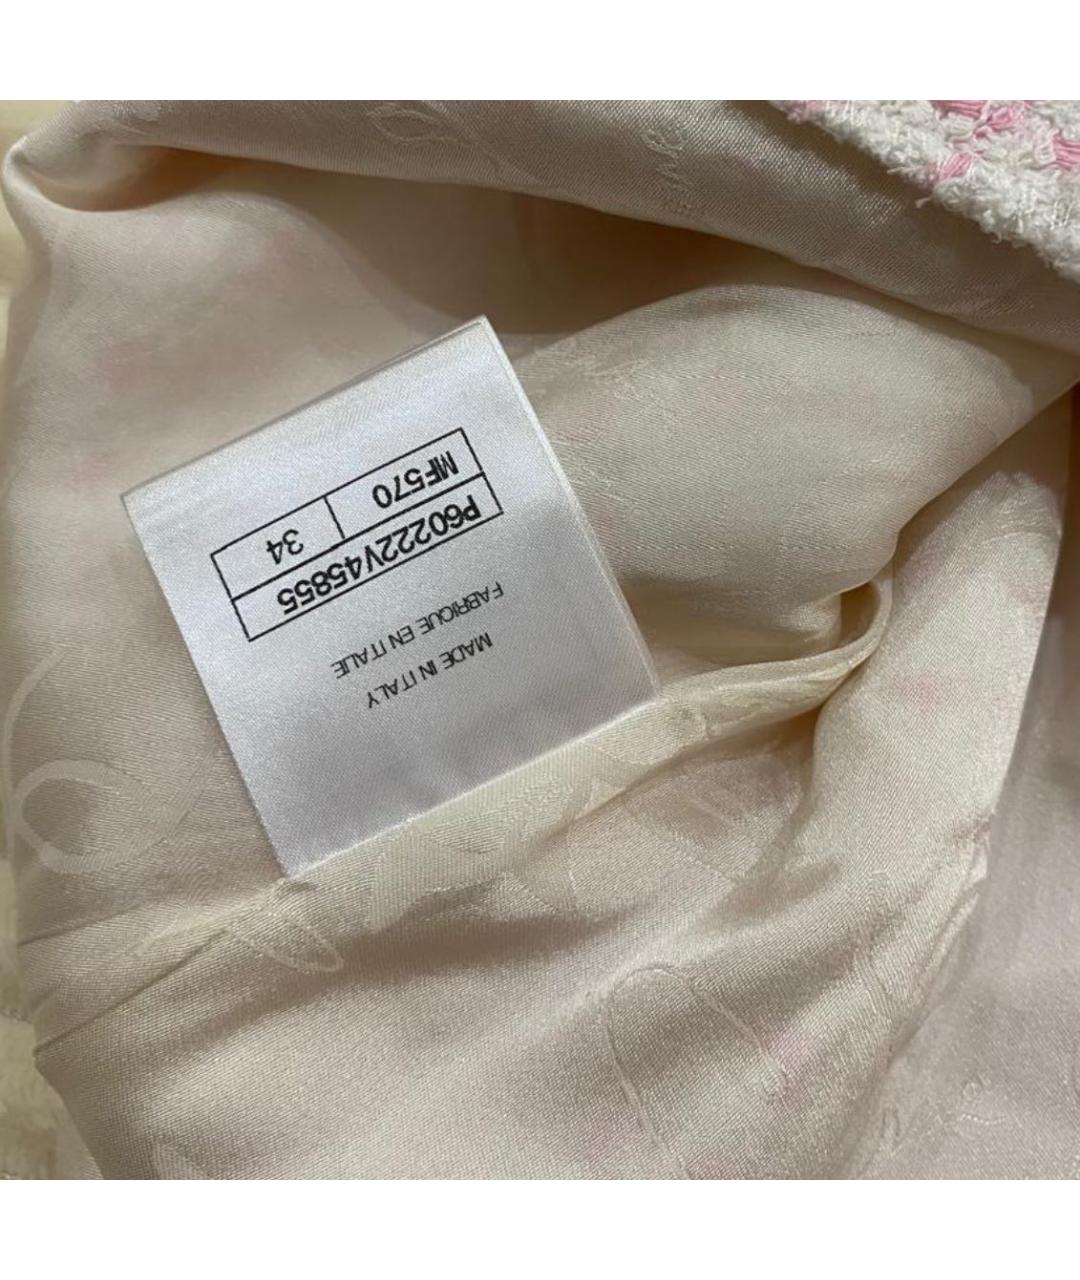 MADE IN ITALY
FABRIQUE EN ITALIE
P60222V45855
34 MF570